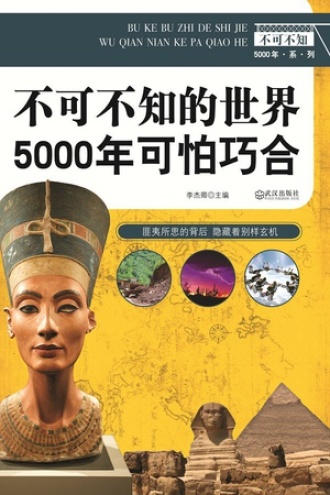 BU KE BU ZHI DE SHI JIE
WU QIAN NIAN KE PA QIAO HE
不可不知
5000年·系·列
不可不知的世界
5000年可怕巧合
李杰卿◎主编
武汉出版社
匪夷所思的背后 隐藏着别样玄机